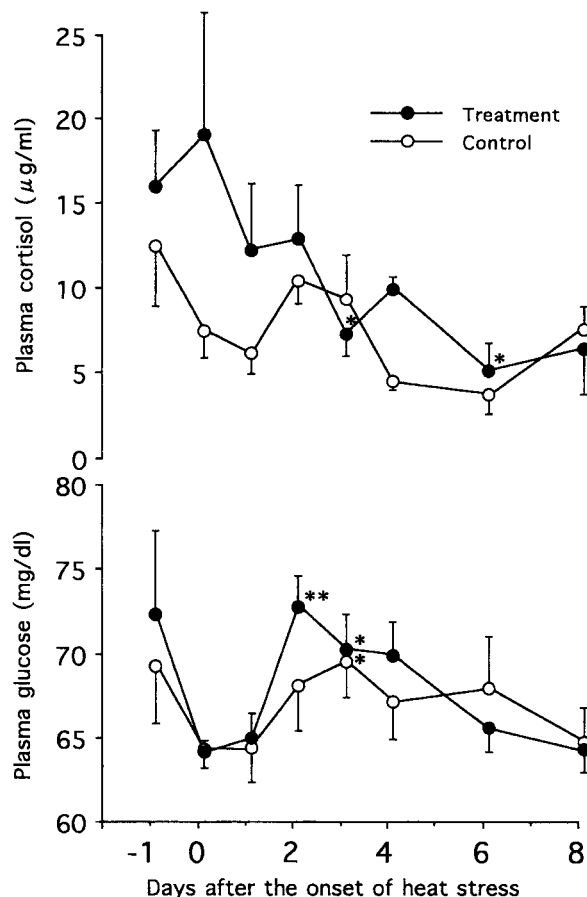 25
20
15
10
5
0
Plasma cortisol (μg/ml)
Treatment
Control
*
*
80
75
70
65
60
Plasma glucose (mg/dl)
**
*
*
-1 0 2 4 6 8
Days after the onset of heat stress